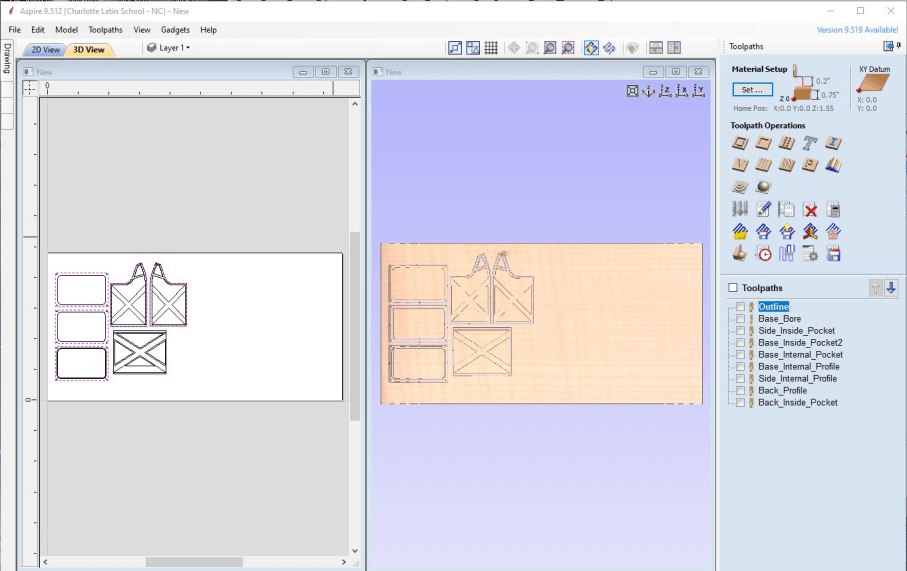 Aspire 9.512 (Charlotte Latin School - NC) - New
File Edit Model Toolpaths View Gadgets Help
Version 9.519 Available!
2D View 3D View Layer 1
Toolpaths
Drawing
New
New
0
0
Z X Y
Material Setup
XY Datum
0.2"
Set ...
Z 0
0.75"
X: 0.0
Home Pos: X:0.0 Y:0.0 Z:1.55
Y: 0.0
Toolpath Operations
Toolpaths
Outline
Base_Bore
Side_Inside_Pocket
Base_Inside_Pocket2
Base_Internal_Pocket
Base_Internal_Profile
Side_Internal_Profile
Back_Profile
Back_Inside_Pocket